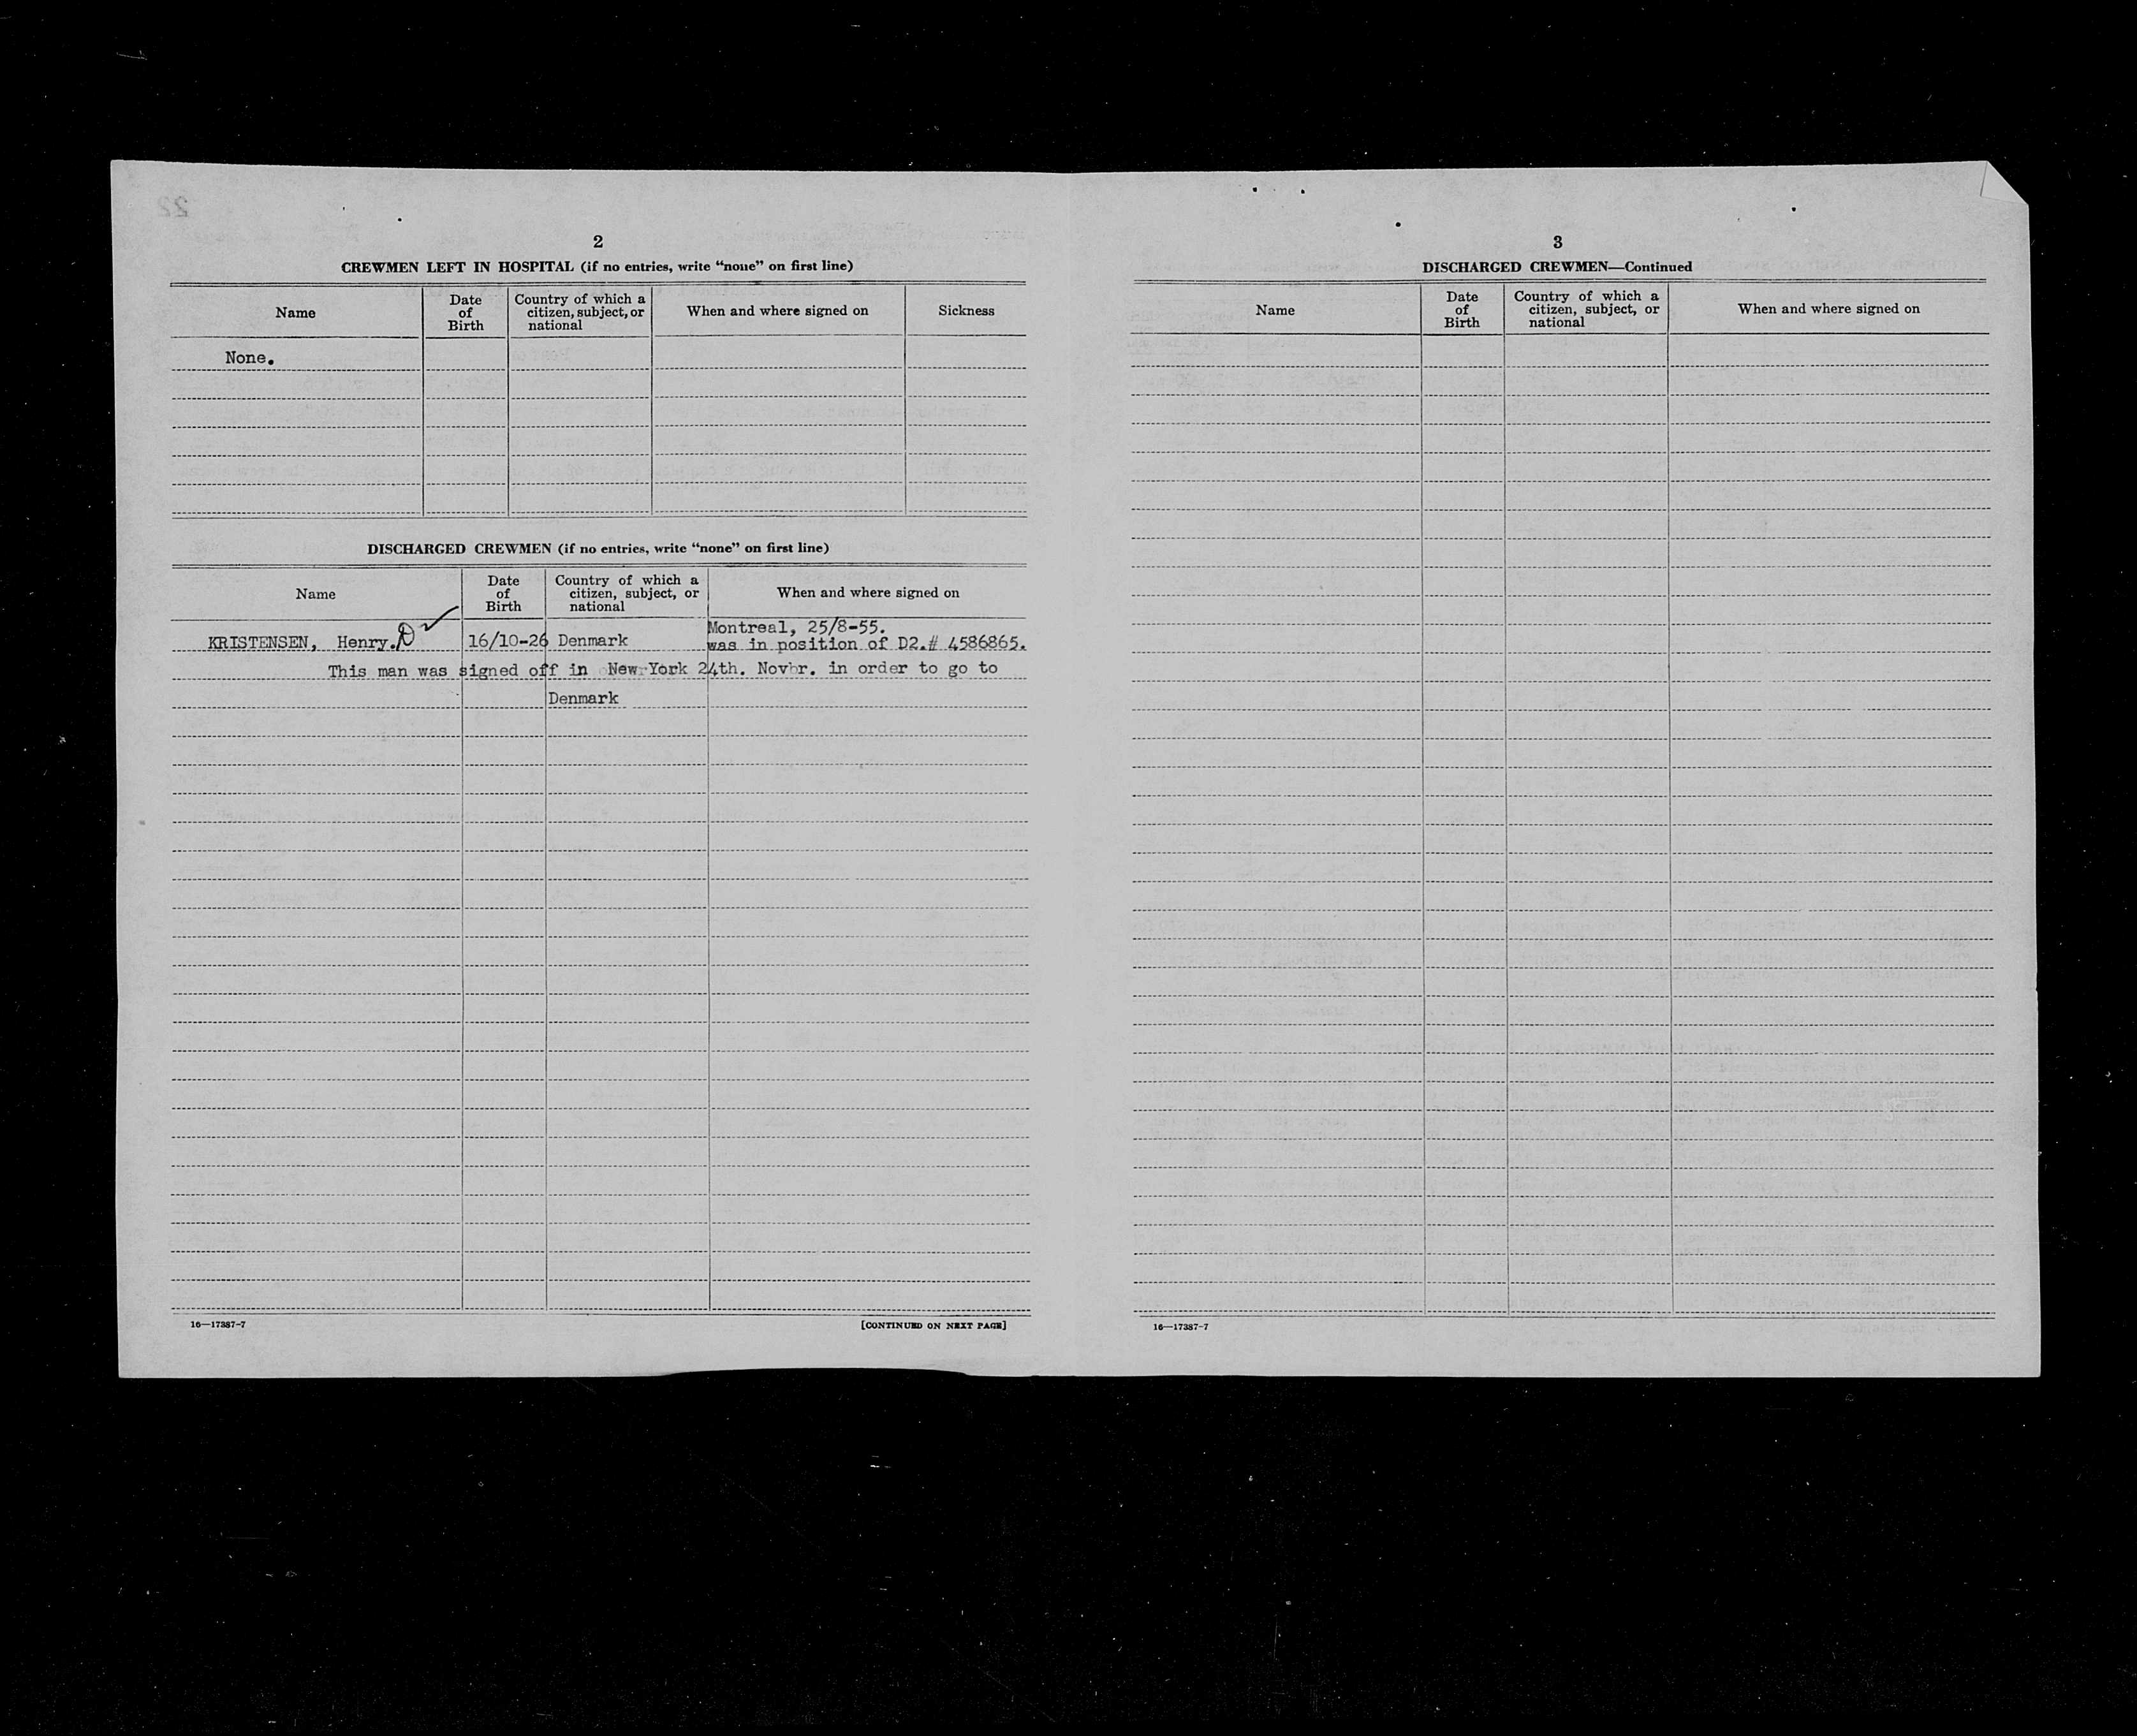 22
2
CREWMEN LEFT IN HOSPITAL (if no entries, write “none” on first line)
Name
Date of Birth
Country of which a citizen, subject, or national
When and where signed on
Sickness
None.
DISCHARGED CREWMEN (if no entries, write “none” on first line)
Name
Date of Birth
Country of which a citizen, subject, or national
When and where signed on
Montreal, 25/8-55.
KRISTENSEN, Henry. D 16/10-26 Denmark was in position of D2.# 4586865.
This man was signed off in New York 24th. Novbr. in order to go to
Denmark
16—17387-7
[CONTINUED ON NEXT PAGE]
3
DISCHARGED CREWMEN—Continued
Name
Date of Birth
Country of which a citizen, subject, or national
When and where signed on
16—17387-7